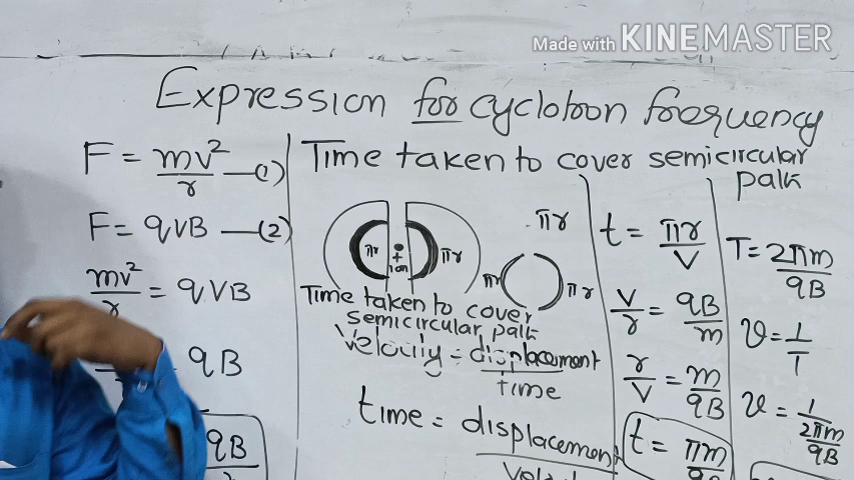 Made with KINEMASTER
Expression for cyclotron frequency
F = mv²/r —(1)
F = qVB —(2)
mv²/r = qVB
= qB
qB
Time taken to cover semicircular
path
πr
πr
+
ion
πr
πr
πr
Time taken to cover
semicircular path
Velocity = displacement
Time
time = displacement
t = πr/V
V/r = qB/m
r/V = m/qB
t = πm
T = 2πm/qB
υ = 1/T
υ = 1/(2πm/qB)